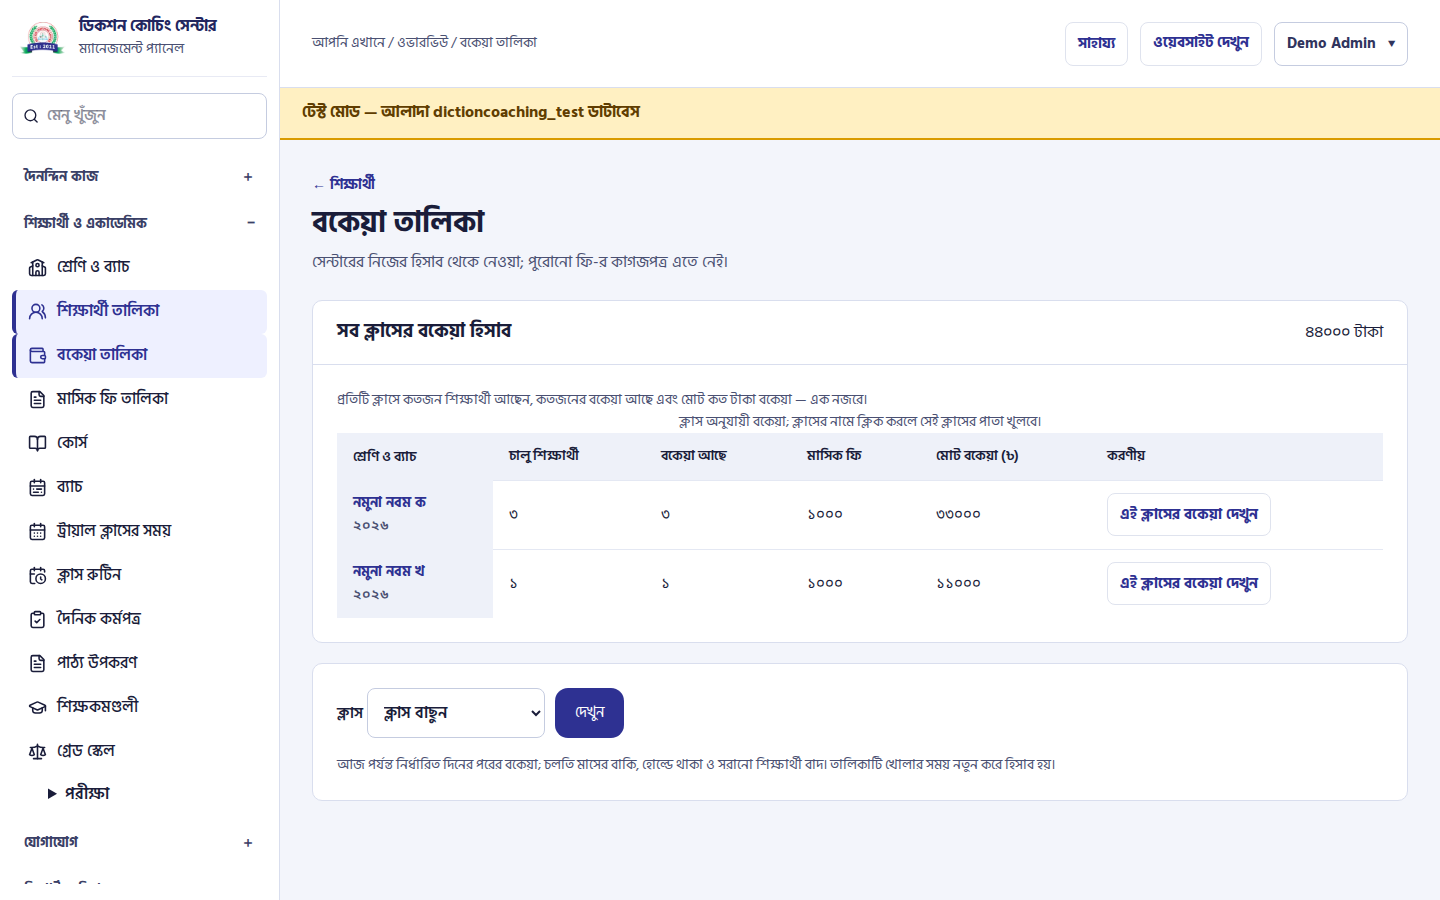 ডিকশন কোচিং সেন্টার
ম্যানেজমেন্ট প্যানেল
মেনু খুঁজুন
দৈনন্দিন কাজ +
শিক্ষার্থী ও একাডেমিক −
শ্রেণি ও ব্যাচ
শিক্ষার্থী তালিকা
বকেয়া তালিকা
মাসিক ফি তালিকা
কোর্স
ব্যাচ
ট্রায়াল ক্লাসের সময়
ক্লাস রুটিন
দৈনিক কর্মপত্র
পাঠ্য উপকরণ
শিক্ষকমণ্ডলী
গ্রেড স্কেল
▶ পরীক্ষা
যোগাযোগ +
আপনি এখানে / ওভারভিউ / বকেয়া তালিকা
সাহায্য
ওয়েবসাইট দেখুন
Demo Admin ▼
টেস্ট মোড — আলাদা dictioncoaching_test ডাটাবেস
← শিক্ষার্থী
বকেয়া তালিকা
সেন্টারের নিজের হিসাব থেকে নেওয়া; পুরোনো ফি-র কাগজপত্র এতে নেই।
সব ক্লাসের বকেয়া হিসাব ৪৪০০০ টাকা
প্রতিটি ক্লাসে কতজন শিক্ষার্থী আছেন, কতজনের বকেয়া আছে এবং মোট কত টাকা বকেয়া — এক নজরে।
ক্লাস অনুযায়ী বকেয়া; ক্লাসের নামে ক্লিক করলে সেই ক্লাসের পাতা খুলবে।
শ্রেণি ও ব্যাচ চালু শিক্ষার্থী বকেয়া আছে মাসিক ফি মোট বকেয়া (৳) করণীয়
নমুনা নবম ক ৩ ৩ ১০০০ ৩৩০০০ এই ক্লাসের বকেয়া দেখুন
২০২৬
নমুনা নবম খ ১ ১ ১০০০ ১১০০০ এই ক্লাসের বকেয়া দেখুন
২০২৬
ক্লাস ক্লাস বাছুন দেখুন
আজ পর্যন্ত নির্ধারিত দিনের পরের বকেয়া; চলতি মাসের বাকি, হোল্ডে থাকা ও সরানো শিক্ষার্থী বাদ। তালিকাটি খোলার সময় নতুন করে হিসাব হয়।